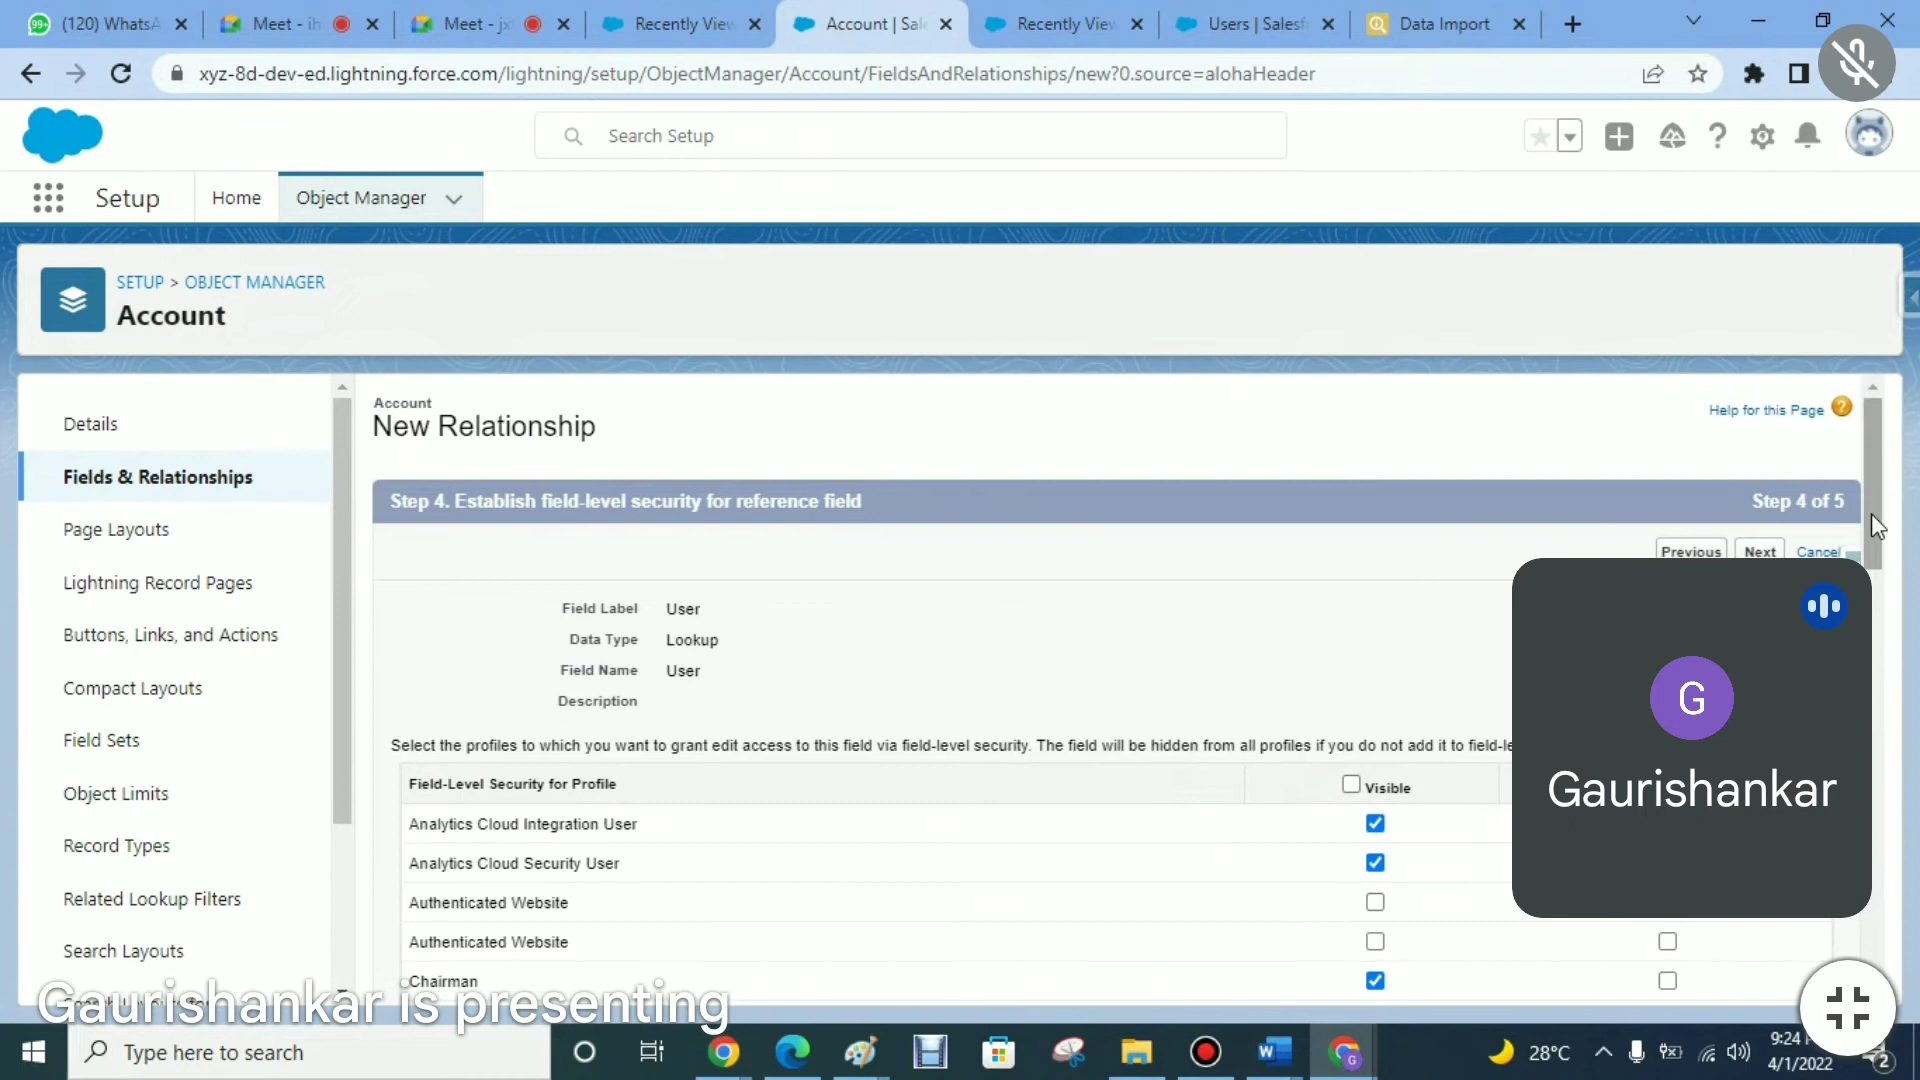 (120) WhatsA
Meet - ih
Meet - jx
Recently View
Account | Sale
Recently View
Users | Salesf
Data Import
xyz-8d-dev-ed.lightning.force.com/lightning/setup/ObjectManager/Account/FieldsAndRelationships/new?0.source=alohaHeader
Search Setup
Setup
Home
Object Manager
SETUP > OBJECT MANAGER
Account
Details
Fields & Relationships
Page Layouts
Lightning Record Pages
Buttons, Links, and Actions
Compact Layouts
Field Sets
Object Limits
Record Types
Related Lookup Filters
Search Layouts
Account
New Relationship
Help for this Page
Step 4. Establish field-level security for reference field
Step 4 of 5
Previous
Next
Cancel
Field Label User
Data Type Lookup
Field Name User
Description
Select the profiles to which you want to grant edit access to this field via field-level security. The field will be hidden from all profiles if you do not add it to field-le
Field-Level Security for Profile
Visible
Analytics Cloud Integration User
Analytics Cloud Security User
Authenticated Website
Authenticated Website
Chairman
G
Gaurishankar
Gaurishankar is presenting
Type here to search
28°C
9:24
4/1/2022
2